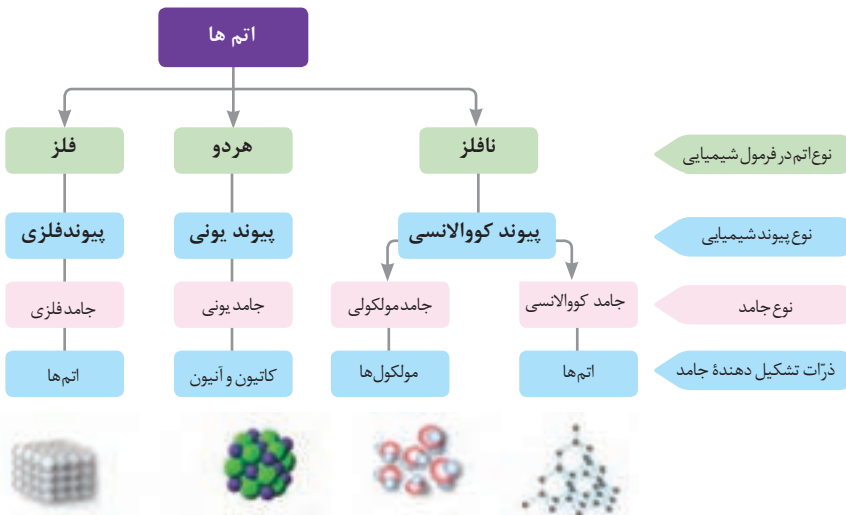 اتم ها
نوع اتم در فرمول شیمیایی
نافلز
هردو
فلز
نوع پیوند شیمیایی
پیوند کووالانسی
پیوند یونی
پیوند فلزی
نوع جامد
جامد کووالانسی
جامد مولکولی
جامد یونی
جامد فلزی
ذرّات تشکیل دهندهٔ جامد
اتم‌ها
مولکول‌ها
کاتیون و آنیون
اتم‌ها